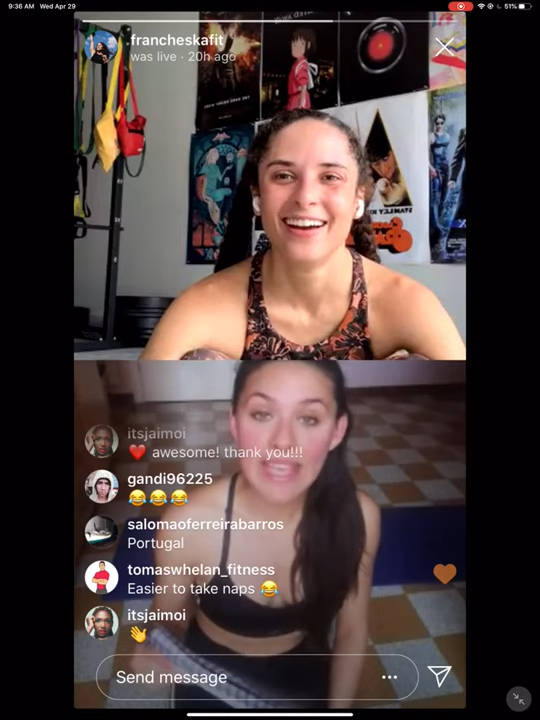 9:36 AM Wed Apr 29
51%
francheskafit
was live · 20h ago
STANLEY K
itsjaimoi
❤️ awesome! thank you!!!
gandi96225
😂😂😂
salomaoferreirabarros
Portugal
tomaswhelan_fitness
Easier to take naps 😂
itsjaimoi
👋
Send message